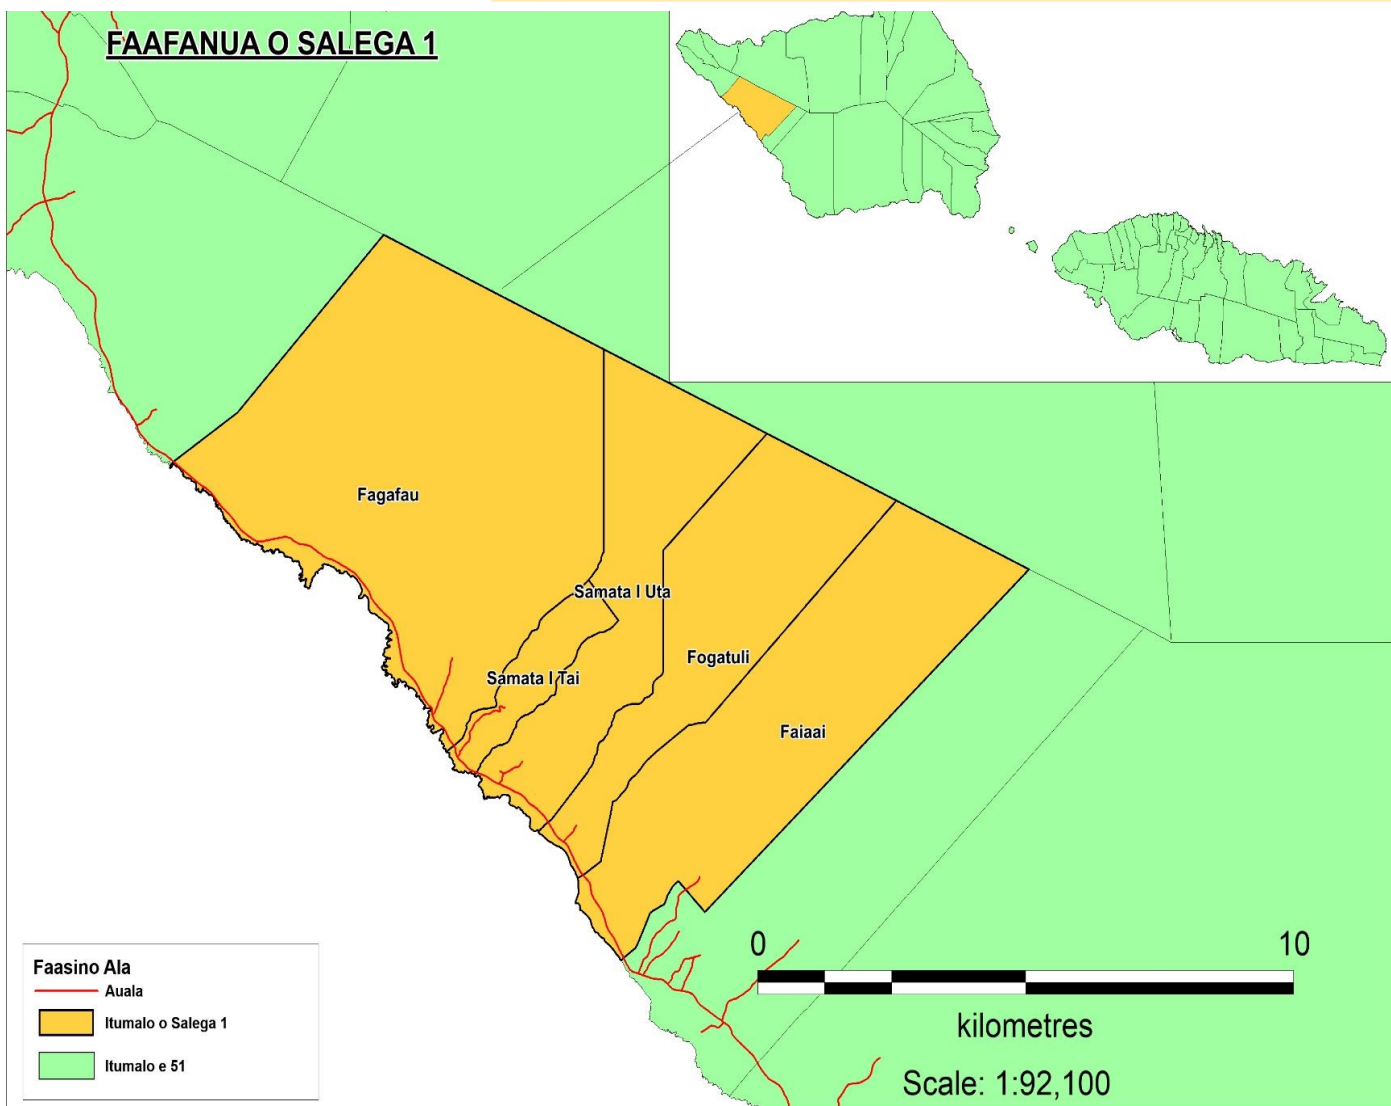 FAAFANUA O SALEGA 1
Fagafau
Samata I Uta
Fogatuli
Samata I Tai
Faiaai
Faasino Ala
Auala
Itumalo o Salega 1
Itumalo e 51
0 10
kilometres
Scale: 1:92,100